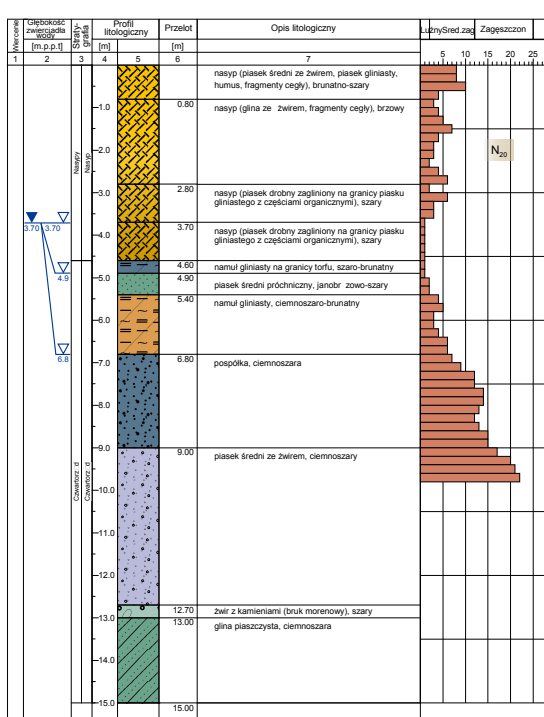 Wiercenie
Głębokość
zwierciadła
wody
[m.p.p.t]
Straty-
grafia
Profil
litologiczny
[m]
Przelot
[m]
Opis litologiczny
LuźnySred.zag
Zagęszczon
1
2
3
4
5
6
7
5
10
15
20
25
nasyp (piasek średni ze żwirem, piasek gliniasty,
humus, fragmenty cegły), brunatno-szary
0.80
nasyp (glina ze żwirem, fragmenty cegły), brzowy
2.80
nasyp (piasek drobny zagliniony na granicy piasku
gliniastego z częściami organicznymi), szary
3.70
nasyp (piasek drobny zagliniony na granicy piasku
gliniastego z częściami organicznymi), szary
4.60
namuł gliniasty na granicy torfu, szaro-brunatny
4.90
piasek średni próchniczny, janobr zowo-szary
5.40
namuł gliniasty, ciemnoszaro-brunatny
6.80
pospółka, ciemnoszara
9.00
piasek średni ze żwirem, ciemnoszary
12.70
żwir z kamieniami (bruk morenowy), szary
13.00
glina piaszczysta, ciemnoszara
15.00
-1.0
-2.0
-3.0
-4.0
-5.0
-6.0
-7.0
-8.0
-9.0
-10.0
-11.0
-12.0
-13.0
-14.0
-15.0
Nasypy
Nasyp
Czwartorz. d
Czwartorz. d
3.70
3.70
4.9
6.8
N20